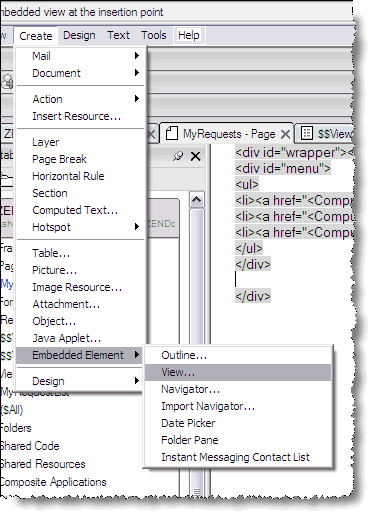 mbedded view at the insertion point
w Create Design Text Tools Help
Mail
Document
Action
Insert Resource...
Layer
Page Break
Horizontal Rule
Section
Computed Text...
Hotspot
Table...
Picture...
Image Resource...
Attachment...
Object...
Java Applet...
Embedded Element
Design
Outline...
View...
Navigator...
Import Navigator...
Date Picker
Folder Pane
Instant Messaging Contact List
MyRequests - Page
$$View
<div id="wrapper"><
<div id="menu">
<ul>
<li><a href="<Compu
<li><a href="<Compu
<li><a href="<Compu
</ul>
</div>
</div>
ZE
tab
ZEND
ZENDc
Fra
Pag
My
For
$$
Vie
MyRequestList
($All)
Folders
Shared Code
Shared Resources
Composite Applications